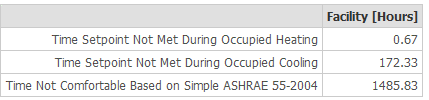 Facility [Hours]
Time Setpoint Not Met During Occupied Heating 0.67
Time Setpoint Not Met During Occupied Cooling 172.33
Time Not Comfortable Based on Simple ASHRAE 55-2004 1485.83